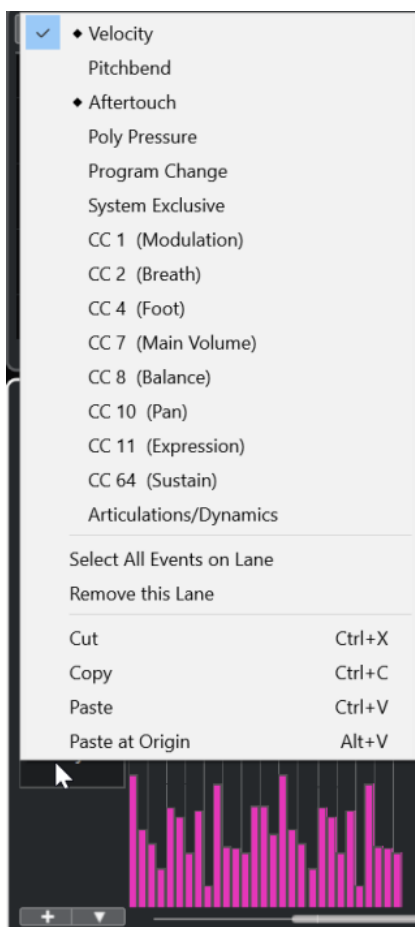 Velocity
Pitchbend
Aftertouch
Poly Pressure
Program Change
System Exclusive
CC 1 (Modulation)
CC 2 (Breath)
CC 4 (Foot)
CC 7 (Main Volume)
CC 8 (Balance)
CC 10 (Pan)
CC 11 (Expression)
CC 64 (Sustain)
Articulations/Dynamics
Select All Events on Lane
Remove this Lane
Cut Ctrl+X
Copy Ctrl+C
Paste Ctrl+V
Paste at Origin Alt+V